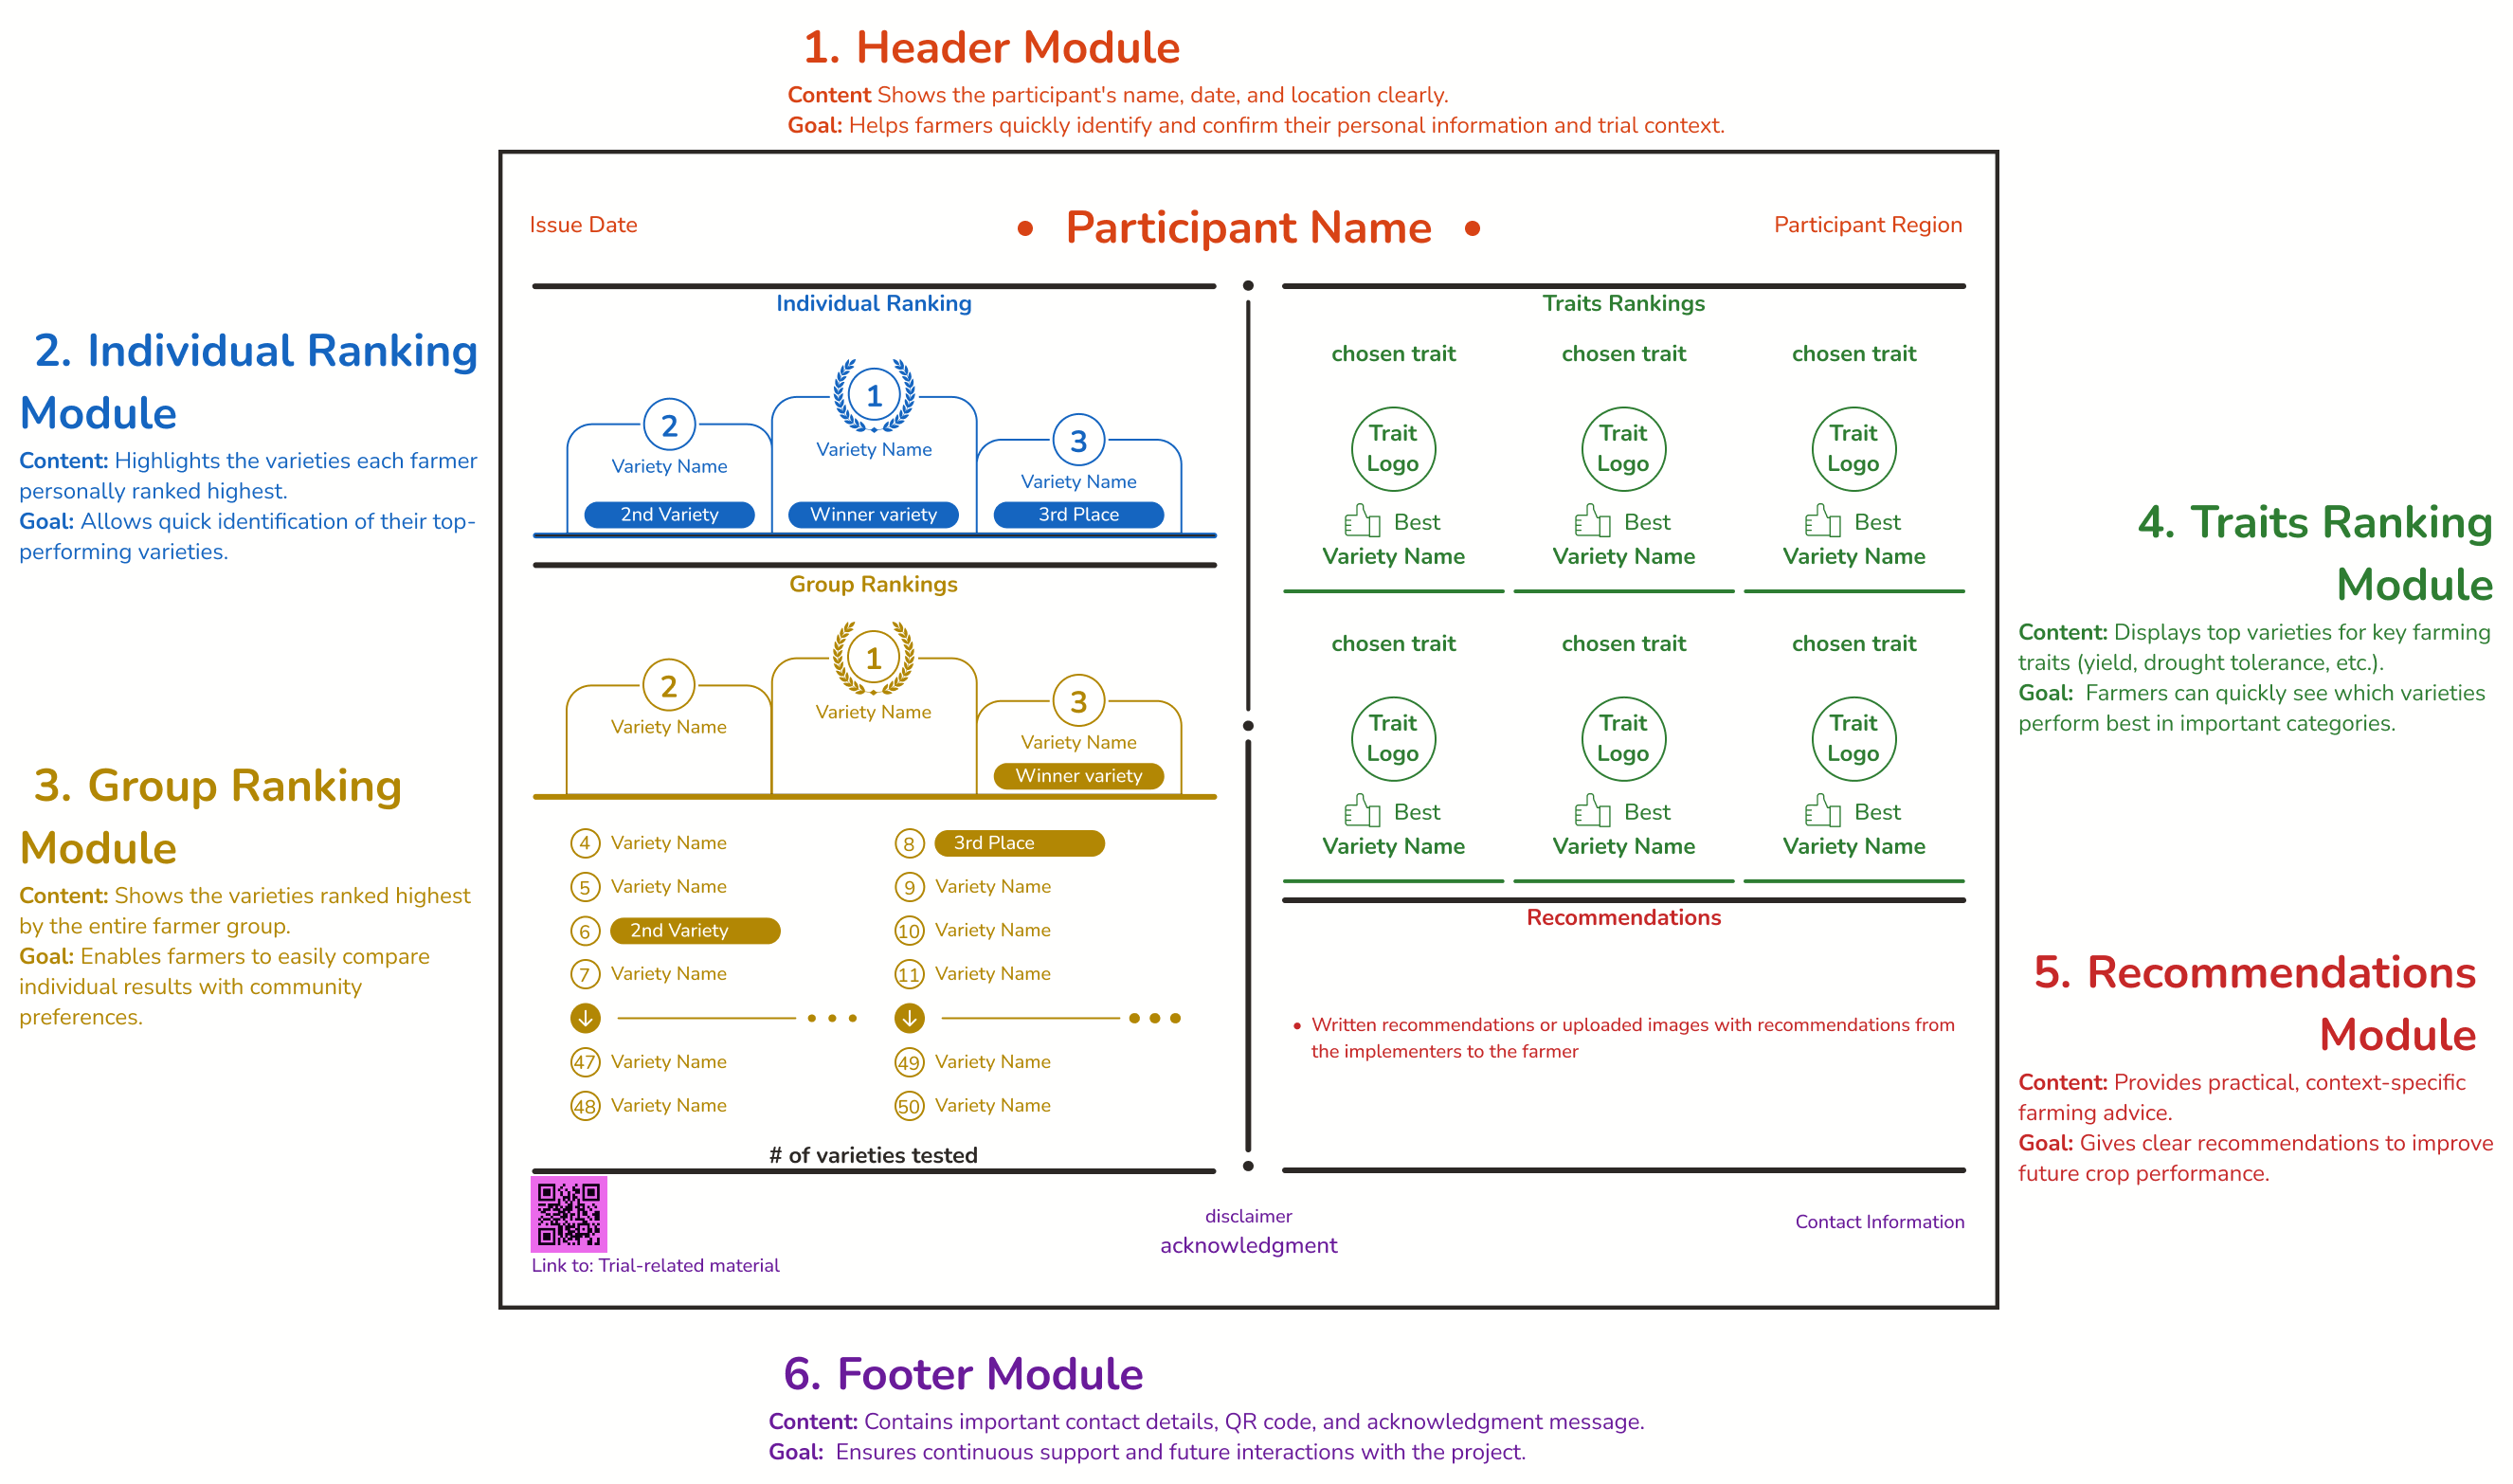 1. Header Module
Content Shows the participant's name, date, and location clearly.
Goal: Helps farmers quickly identify and confirm their personal information and trial context.
Issue Date
• Participant Name •
Participant Region
2. Individual Ranking
Module
Content: Highlights the varieties each farmer
personally ranked highest.
Goal: Allows quick identification of their top-
performing varieties.
3. Group Ranking
Module
Content: Shows the varieties ranked highest
by the entire farmer group.
Goal: Enables farmers to easily compare
individual results with community
preferences.
Individual Ranking
2
Variety Name
2nd Variety
1
Variety Name
Winner variety
3
Variety Name
3rd Place
Group Rankings
2
Variety Name
1
Variety Name
3
Variety Name
Winner variety
4 Variety Name
5 Variety Name
6 2nd Variety
7 Variety Name
47 Variety Name
48 Variety Name
8 3rd Place
9 Variety Name
10 Variety Name
11 Variety Name
49 Variety Name
50 Variety Name
# of varieties tested
Traits Rankings
chosen trait
Trait
Logo
Best
Variety Name
chosen trait
Trait
Logo
Best
Variety Name
chosen trait
Trait
Logo
Best
Variety Name
chosen trait
Trait
Logo
Best
Variety Name
chosen trait
Trait
Logo
Best
Variety Name
chosen trait
Trait
Logo
Best
Variety Name
Recommendations
• Written recommendations or uploaded images with recommendations from
the implementers to the farmer
4. Traits Ranking
Module
Content: Displays top varieties for key farming
traits (yield, drought tolerance, etc.).
Goal: Farmers can quickly see which varieties
perform best in important categories.
5. Recommendations
Module
Content: Provides practical, context-specific
farming advice.
Goal: Gives clear recommendations to improve
future crop performance.
Link to: Trial-related material
disclaimer
acknowledgment
Contact Information
6. Footer Module
Content: Contains important contact details, QR code, and acknowledgment message.
Goal: Ensures continuous support and future interactions with the project.